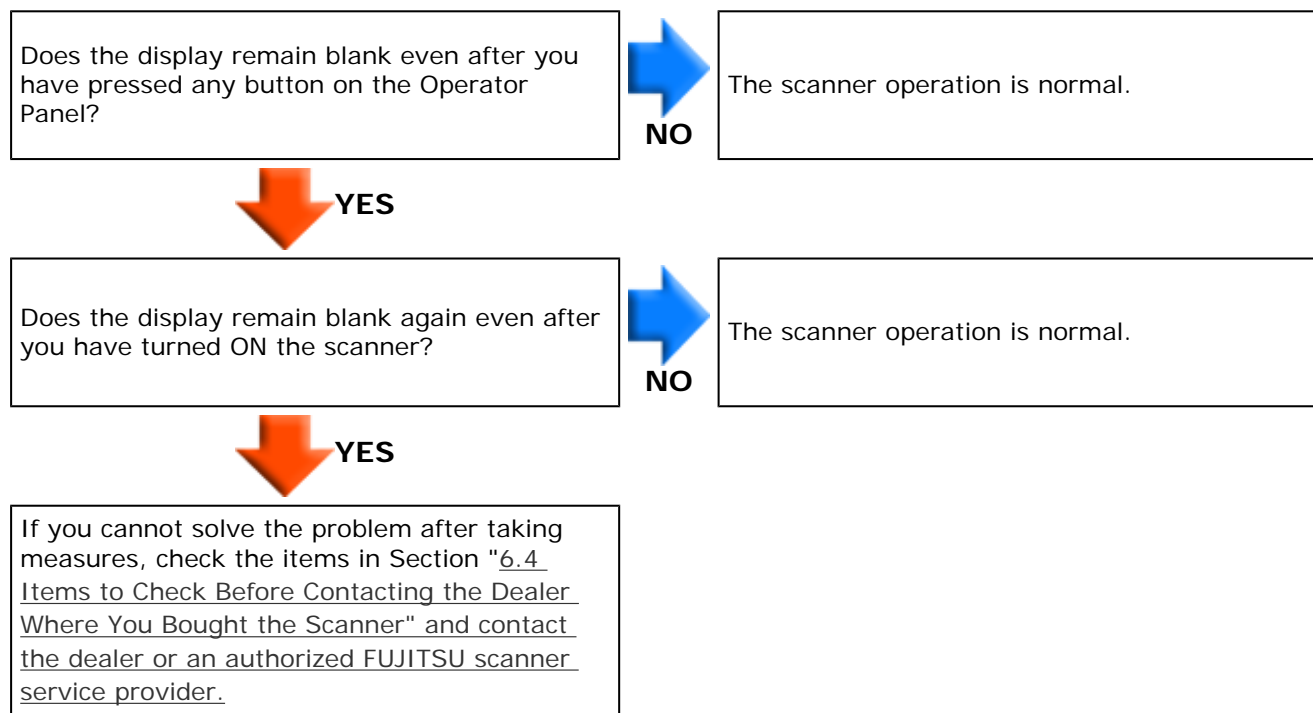 Does the display remain blank even after you
have pressed any button on the Operator
Panel?
The scanner operation is normal.
NO
YES
Does the display remain blank again even after
you have turned ON the scanner?
The scanner operation is normal.
NO
YES
If you cannot solve the problem after taking
measures, check the items in Section "6.4
Items to Check Before Contacting the Dealer
Where You Bought the Scanner" and contact
the dealer or an authorized FUJITSU scanner
service provider.